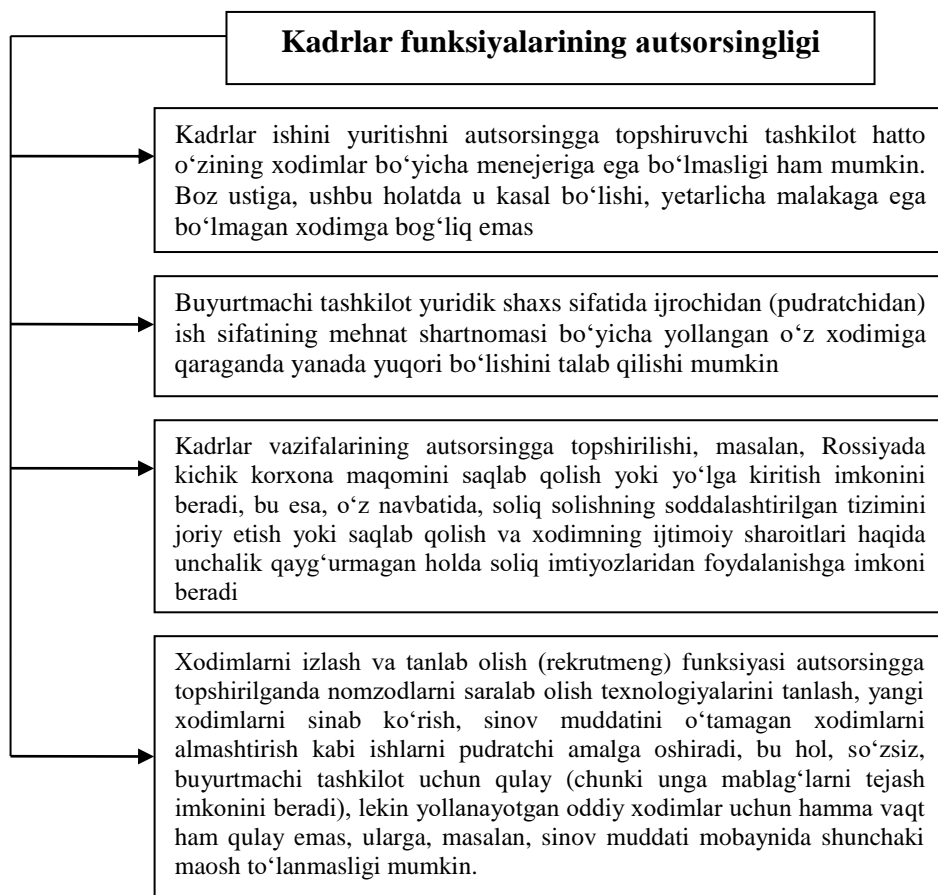 Kadrlar funksiyalarining autsorsingligi
Kadrlar ishini yuritishni autsorsingga topshiruvchi tashkilot hatto
o‘zining xodimlar bo‘yicha menejeriga ega bo‘lmasligi ham mumkin.
Boz ustiga, ushbu holatda u kasal bo‘lishi, yetarlicha malakaga ega
bo‘lmagan xodimga bog‘liq emas
Buyurtmachi tashkilot yuridik shaxs sifatida ijrochidan (pudratchidan)
ish sifatining mehnat shartnomasi bo‘yicha yollangan o‘z xodimiga
qaraganda yanada yuqori bo‘lishini talab qilishi mumkin
Kadrlar vazifalarining autsorsingga topshirilishi, masalan, Rossiyada
kichik korxona maqomini saqlab qolish yoki yo‘lga kiritish imkonini
beradi, bu esa, o‘z navbatida, soliq solishning soddalashtirilgan tizimini
joriy etish yoki saqlab qolish va xodimning ijtimoiy sharoitlari haqida
unchalik qayg‘urmagan holda soliq imtiyozlaridan foydalanishga imkoni
beradi
Xodimlarni izlash va tanlab olish (rekrutmeng) funksiyasi autsorsingga
topshirilganda nomzodlarni saralab olish texnologiyalarini tanlash, yangi
xodimlarni sinab ko‘rish, sinov muddatini o‘tamagan xodimlarni
almashtirish kabi ishlarni pudratchi amalga oshiradi, bu hol, so‘zsiz,
buyurtmachi tashkilot uchun qulay (chunki unga mablag‘larni tejash
imkonini beradi), lekin yollanayotgan oddiy xodimlar uchun hamma vaqt
ham qulay emas, ularga, masalan, sinov muddati mobaynida shunchaki
maosh to‘lanmasligi mumkin.